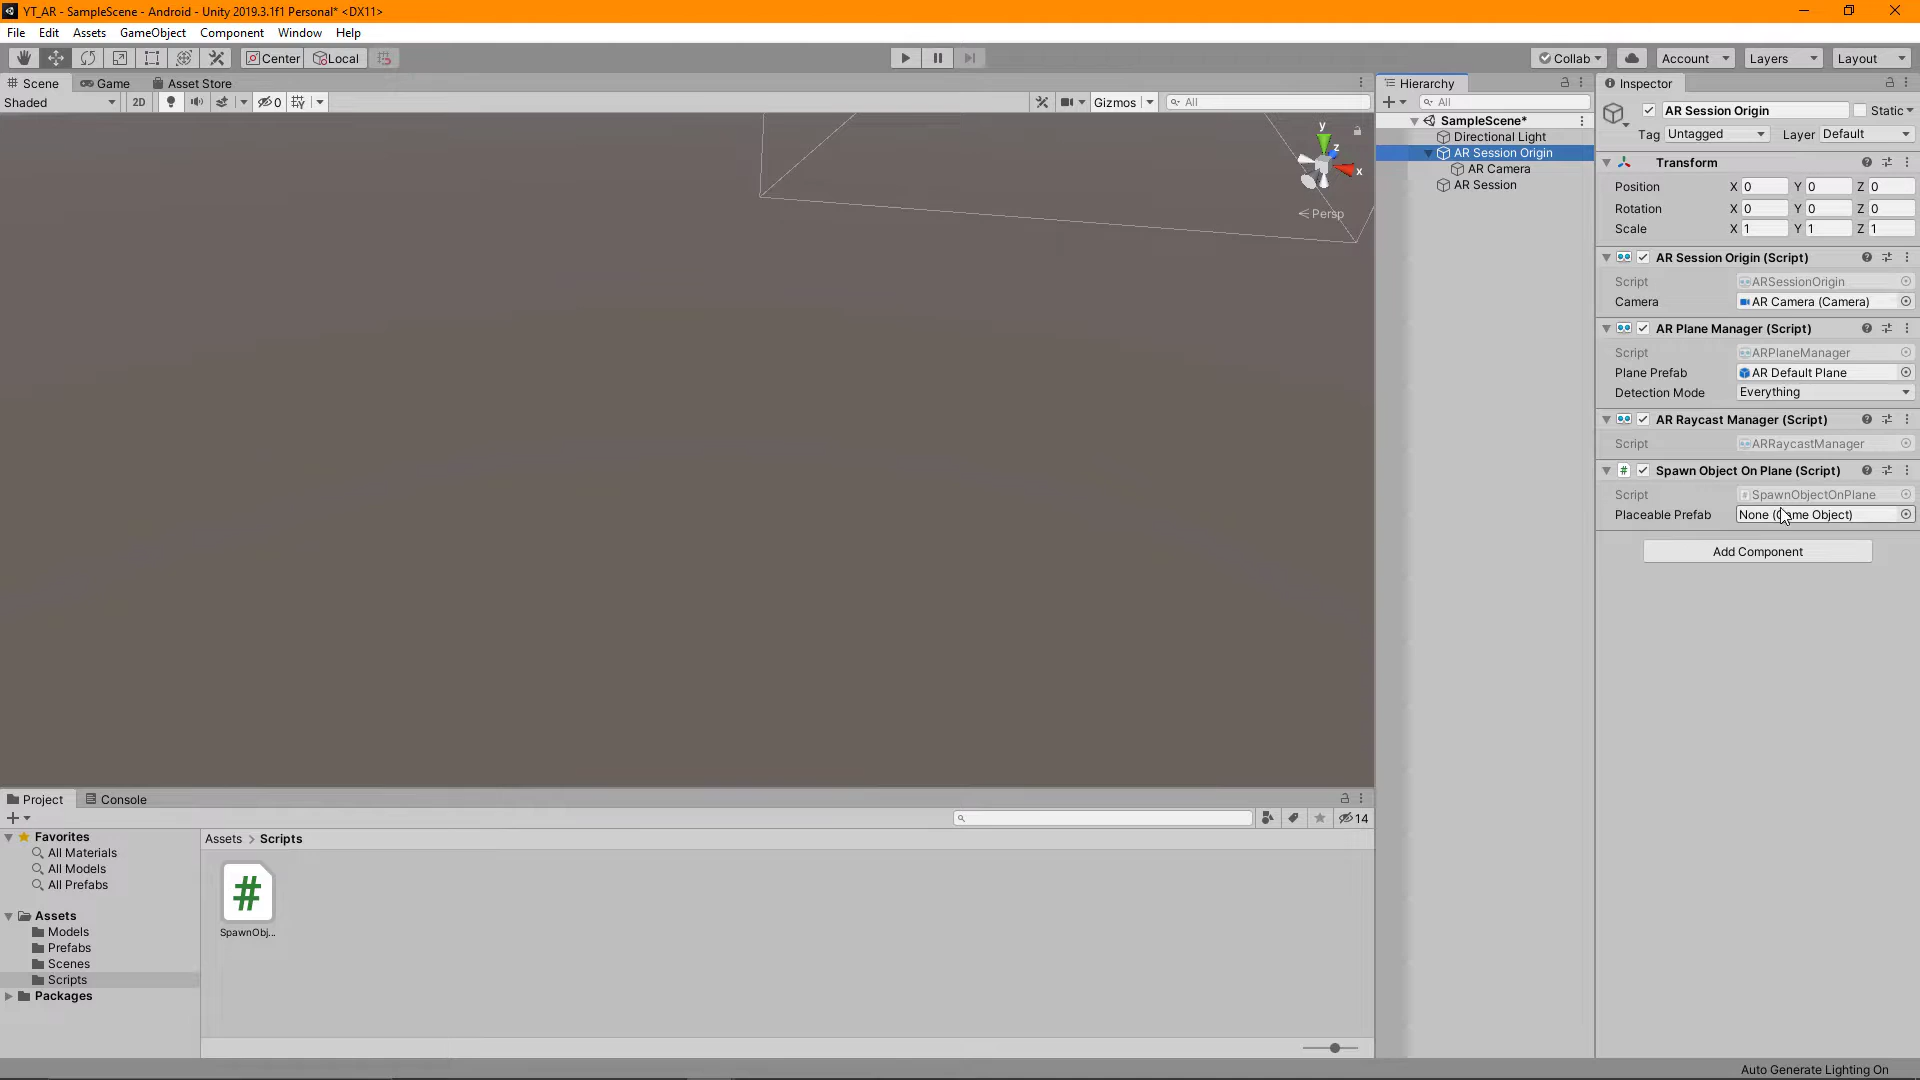 YT_AR - SampleScene - Android - Unity 2019.3.1f1 Personal* <DX11>
File Edit Assets GameObject Component Window Help
Center Local Collab Account Layers Layout
Scene Game Asset Store
Shaded 2D 0 Gizmos All
y
z
x
Persp
Hierarchy
All
SampleScene*
Directional Light
AR Session Origin
AR Camera
AR Session
Inspector
AR Session Origin Static
Tag Untagged Layer Default
Transform
Position X 0 Y 0 Z 0
Rotation X 0 Y 0 Z 0
Scale X 1 Y 1 Z 1
AR Session Origin (Script)
Script ARSessionOrigin
Camera AR Camera (Camera)
AR Plane Manager (Script)
Script ARPlaneManager
Plane Prefab AR Default Plane
Detection Mode Everything
AR Raycast Manager (Script)
Script ARRaycastManager
# Spawn Object On Plane (Script)
Script SpawnObjectOnPlane
Placeable Prefab None (Game Object)
Add Component
Project Console
14
Favorites
All Materials
All Models
All Prefabs
Assets
Models
Prefabs
Scenes
Scripts
Packages
Assets > Scripts
#
SpawnObj...
Auto Generate Lighting On